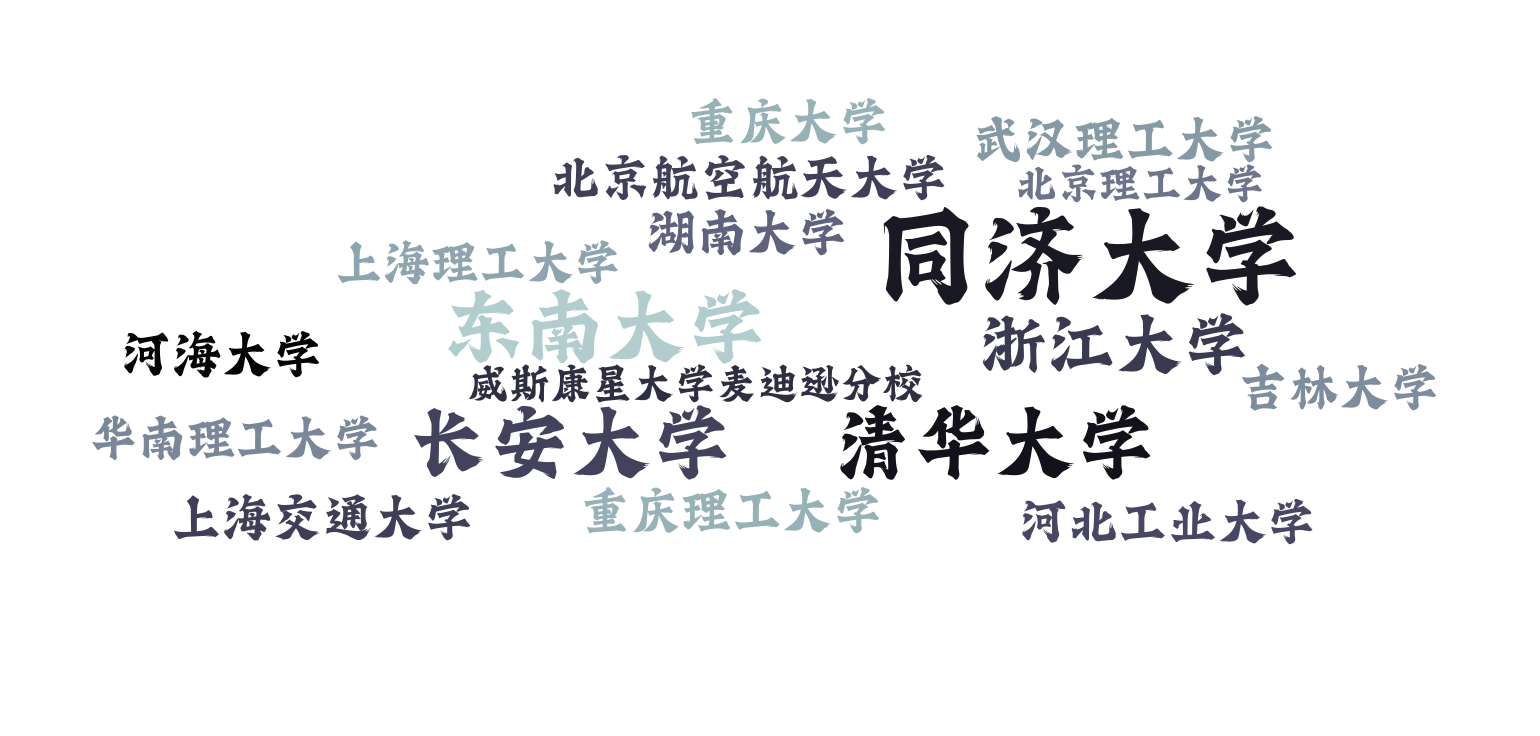 重庆大学
武汉理工大学
北京航空航天大学
北京理工大学
湖南大学
同济大学
上海理工大学
东南大学
浙江大学
河海大学
威斯康星大学麦迪逊分校
吉林大学
华南理工大学
长安大学
清华大学
上海交通大学
重庆理工大学
河北工业大学